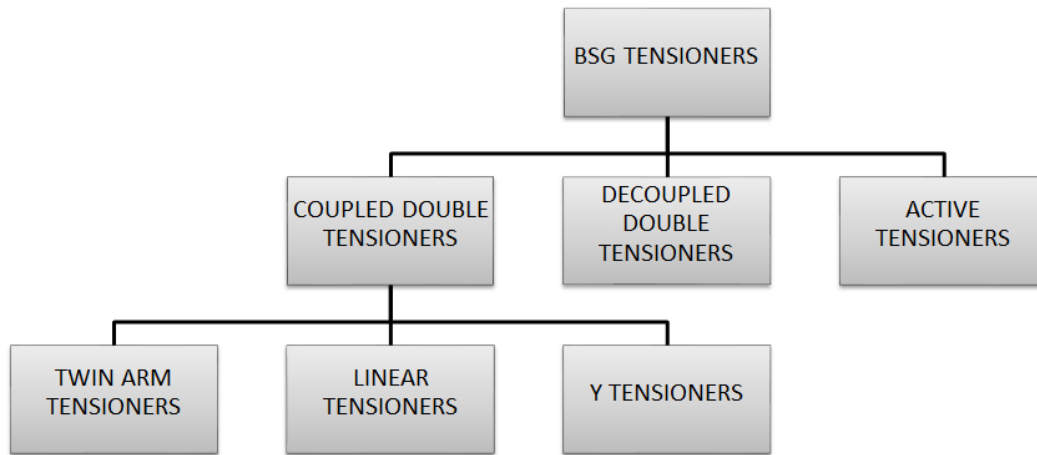 BSG TENSIONERS
COUPLED DOUBLE
TENSIONERS
DECOUPLED
DOUBLE
TENSIONERS
ACTIVE
TENSIONERS
TWIN ARM
TENSIONERS
LINEAR
TENSIONERS
Y TENSIONERS